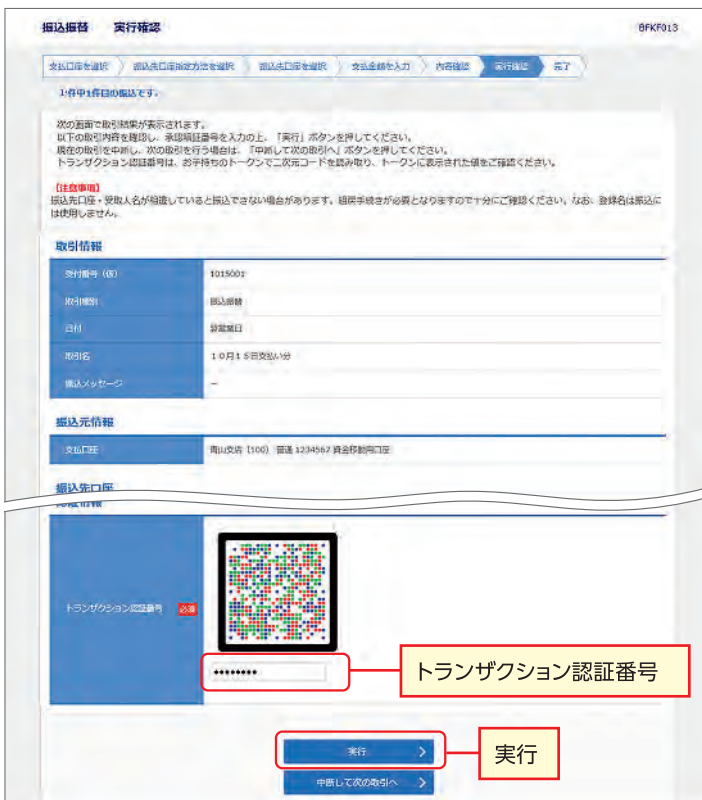 振込振替 実行確認
BFKF013
支払口座を選択 振込先口座指定方法を選択 振込先口座を選択 支払金額を入力 内容確認 実行確認 完了
1件中1件目の振込です。
次の画面で取引結果が表示されます。
以下の取引内容を確認し、承認暗証番号を入力の上、「実行」ボタンを押してください。
現在の取引を中断し、次の取引を行う場合は、「中断して次の取引へ」ボタンを押してください。
トランザクション認証番号は、お手持ちのトークンで二次元コードを読み取り、トークンに表示された値をご確認ください。
【注意事項】
振込先口座・受取人名が相違していると振込できない場合があります。組戻手続きが必要となりますので十分にご確認ください。なお、登録名は振込に
は使用しません。
取引情報
受付番号(仮) 1015001
取引種別 振込振替
日付 翌営業日
取引名 10月15日支払い分
振込メッセージ －
振込元情報
支払口座 青山支店(100) 普通 1234567 資金移動用口座
振込先口座
認証情報
トランザクション認証番号 必須
••••••••
トランザクション認証番号
実行
実行
中断して次の取引へ